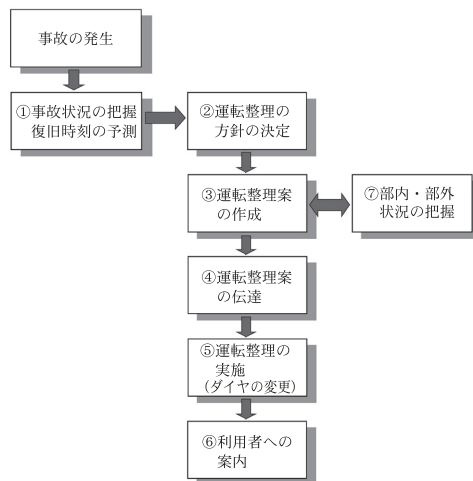 事故の発生
①事故状況の把握
復旧時刻の予測
②運転整理の
方針の決定
③運転整理案
の作成
⑦部内・部外
状況の把握
④運転整理案
の伝達
⑤運転整理の
実施
(ダイヤの変更)
⑥利用者への
案内